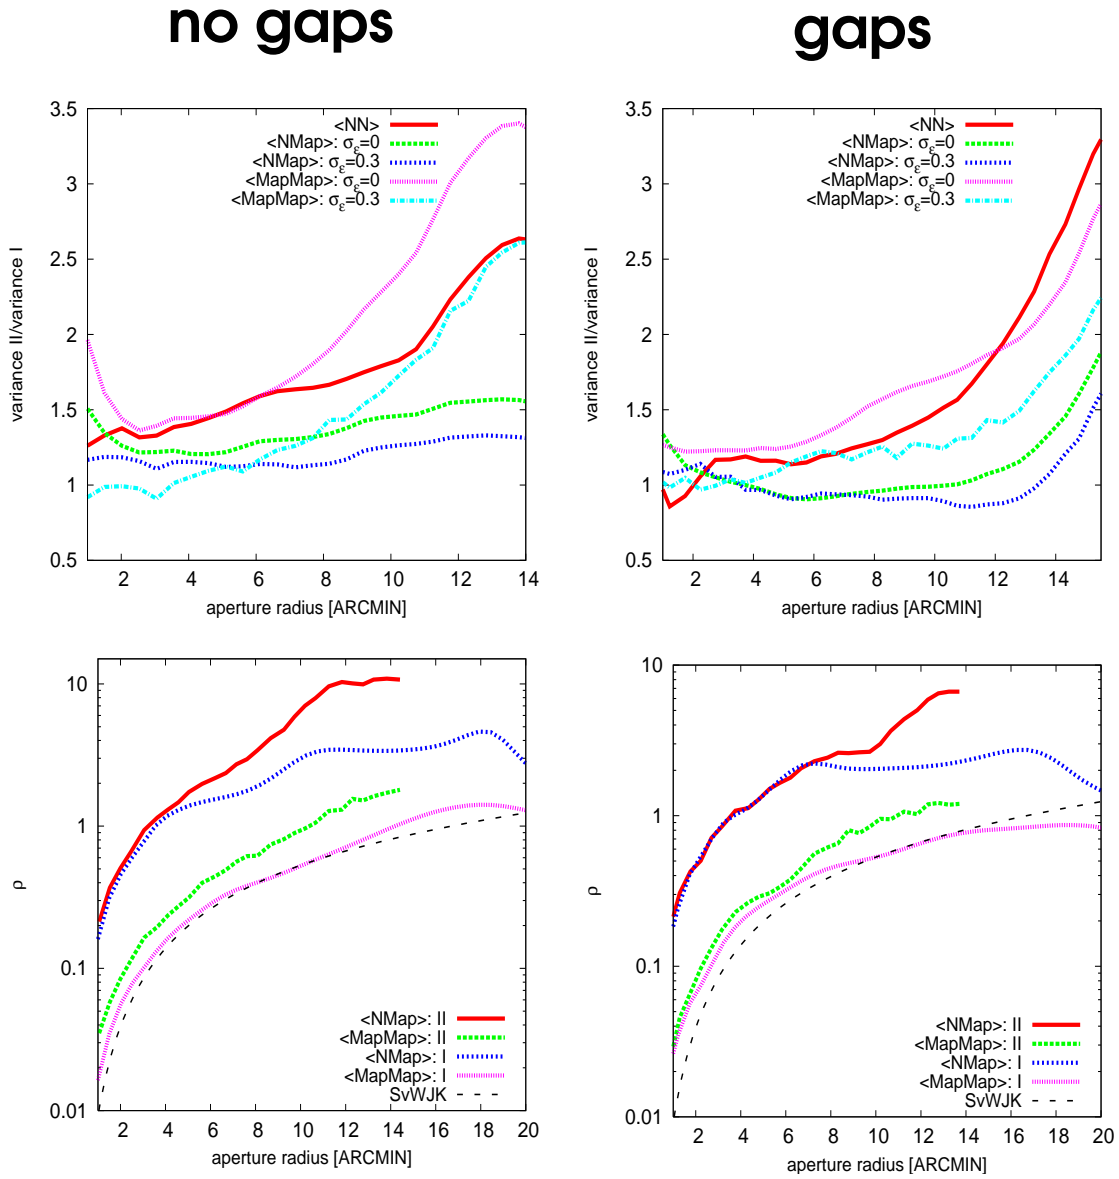 no gaps
gaps
3.5
3
2.5
2
1.5
1
0.5
variance II/variance I
<NN>
<NMap>: σε=0
<NMap>: σε=0.3
<MapMap>: σε=0
<MapMap>: σε=0.3
2 4 6 8 10 12 14
aperture radius [ARCMIN]
3.5
3
2.5
2
1.5
1
0.5
variance II/variance I
<NN>
<NMap>: σε=0
<NMap>: σε=0.3
<MapMap>: σε=0
<MapMap>: σε=0.3
2 4 6 8 10 12 14
aperture radius [ARCMIN]
10
1
0.1
0.01
ρ
<NMap>: II
<MapMap>: II
<NMap>: I
<MapMap>: I
SvWJK
2 4 6 8 10 12 14 16 18 20
aperture radius [ARCMIN]
10
1
0.1
0.01
ρ
<NMap>: II
<MapMap>: II
<NMap>: I
<MapMap>: I
SvWJK
2 4 6 8 10 12 14 16 18 20
aperture radius [ARCMIN]